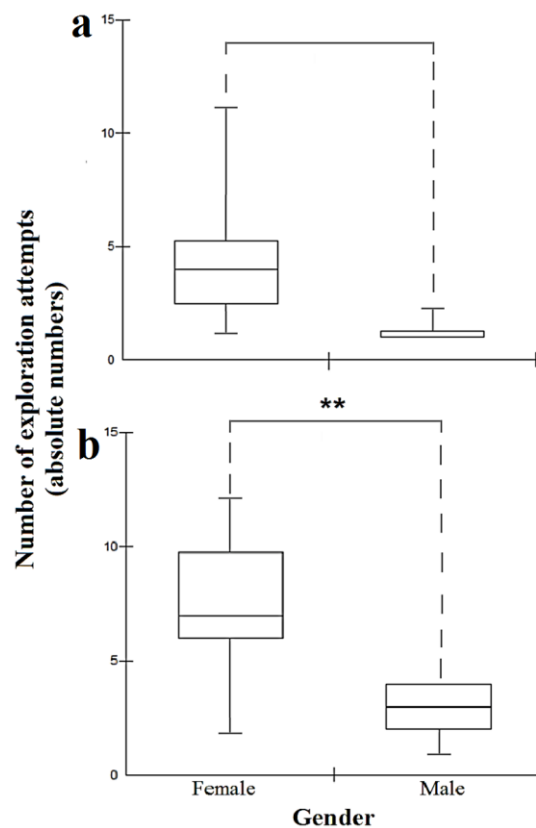 a
15
10
5
0
Number of exploration attempts
(absolute numbers)
b
**
15
10
5
0
Female Male
Gender